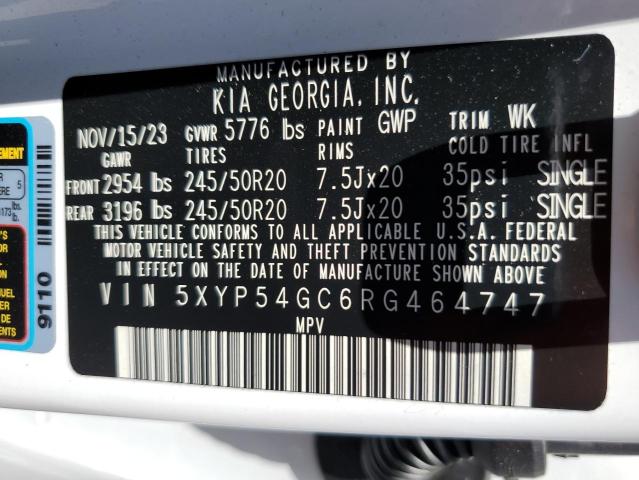 MANUFACTURED BY
KIA GEORGIA, INC.
NOV/15/23 GVWR 5776 lbs PAINT GWP TRIM WK
GAWR TIRES RIMS COLD TIRE INFL
FRONT 2954 lbs 245/50R20 7.5Jx20 35psi SINGLE
REAR 3196 lbs 245/50R20 7.5Jx20 35psi SINGLE
THIS VEHICLE CONFORMS TO ALL APPLICABLE U.S.A. FEDERAL
MOTOR VEHICLE SAFETY AND THEFT PREVENTION STANDARDS
IN EFFECT ON THE DATE OF MANUFACTURE SHOWN ABOVE
VIN 5XYP54GC6RG464747
MPV
5
9110